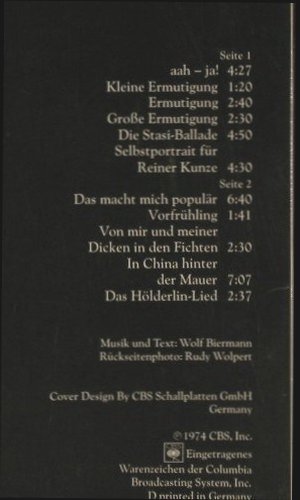 Seite 1
aah – ja! 4:27
Kleine Ermutigung 1:20
Ermutigung 2:40
Große Ermutigung 2:30
Die Stasi-Ballade 4:50
Selbstportrait für
Reiner Kunze 4:30
Seite 2
Das macht mich populär 6:40
Vorfrühling 1:41
Von mir und meiner
Dicken in den Fichten 2:30
In China hinter
der Mauer 7:07
Das Hölderlin-Lied 2:37
Musik und Text: Wolf Biermann
Rückseitenphoto: Rudy Wolpert
Cover Design By CBS Schallplatten GmbH
Germany
℗ 1974 CBS, Inc.
Eingetragenes
Warenzeichen der Columbia
Broadcasting System, Inc.
D printed in Germany